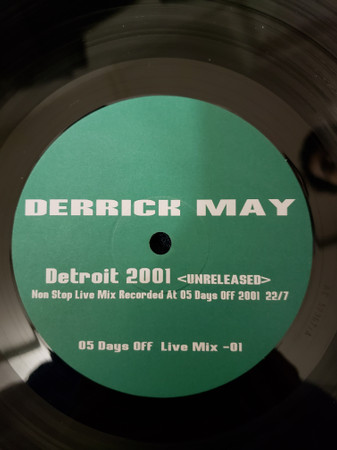 DERRICK MAY
Detroit 2001 <UNRELEASED>
Non Stop Live Mix Recorded At 05 Days Off 2001 22/7
05 Days Off Live Mix -01